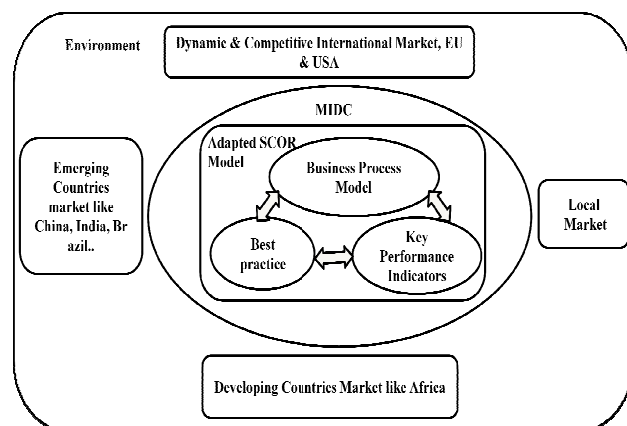 Environment
Dynamic & Competitive International Market, EU
& USA
MIDC
Adapted SCOR
Model
Business Process
Model
Emerging
Countries
market like
China, India, Br
azil..
Local
Market
Best
practice
Key
Performance
Indicators
Developing Countries Market like Africa